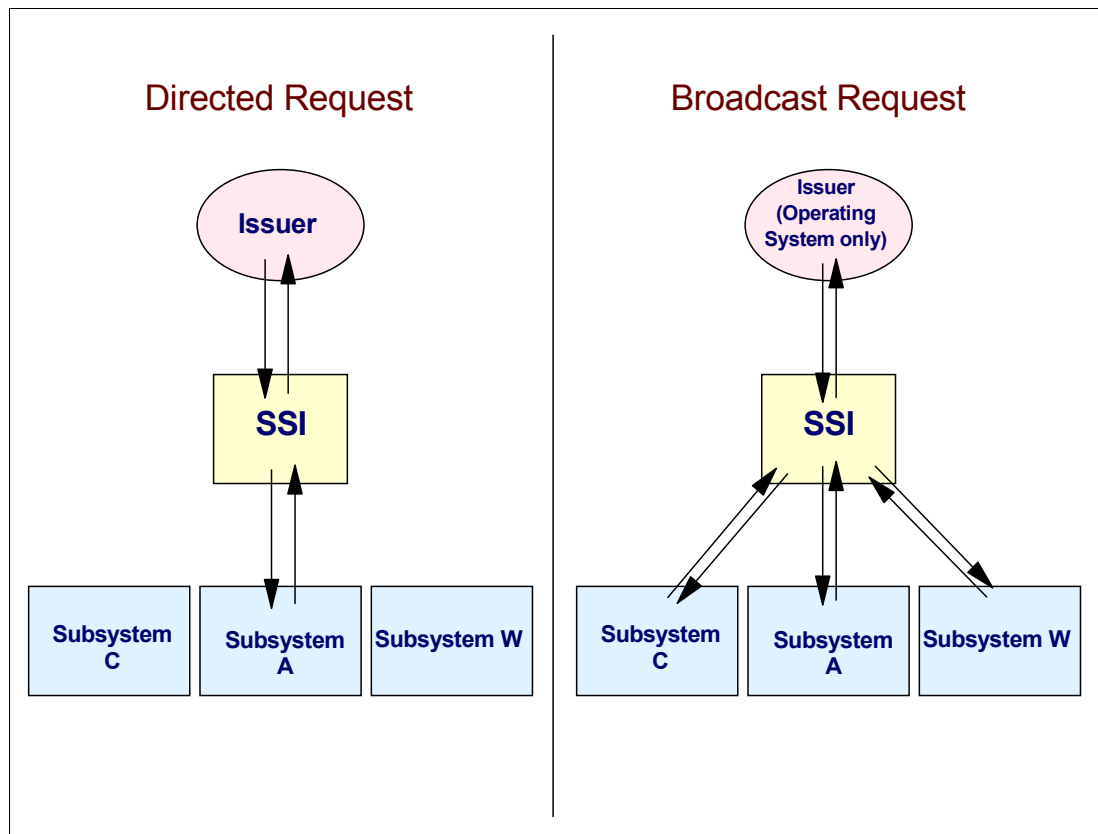 Directed Request
Issuer
SSI
Subsystem
C
Subsystem
A
Subsystem W
Broadcast Request
Issuer
(Operating
System only)
SSI
Subsystem
C
Subsystem
A
Subsystem W